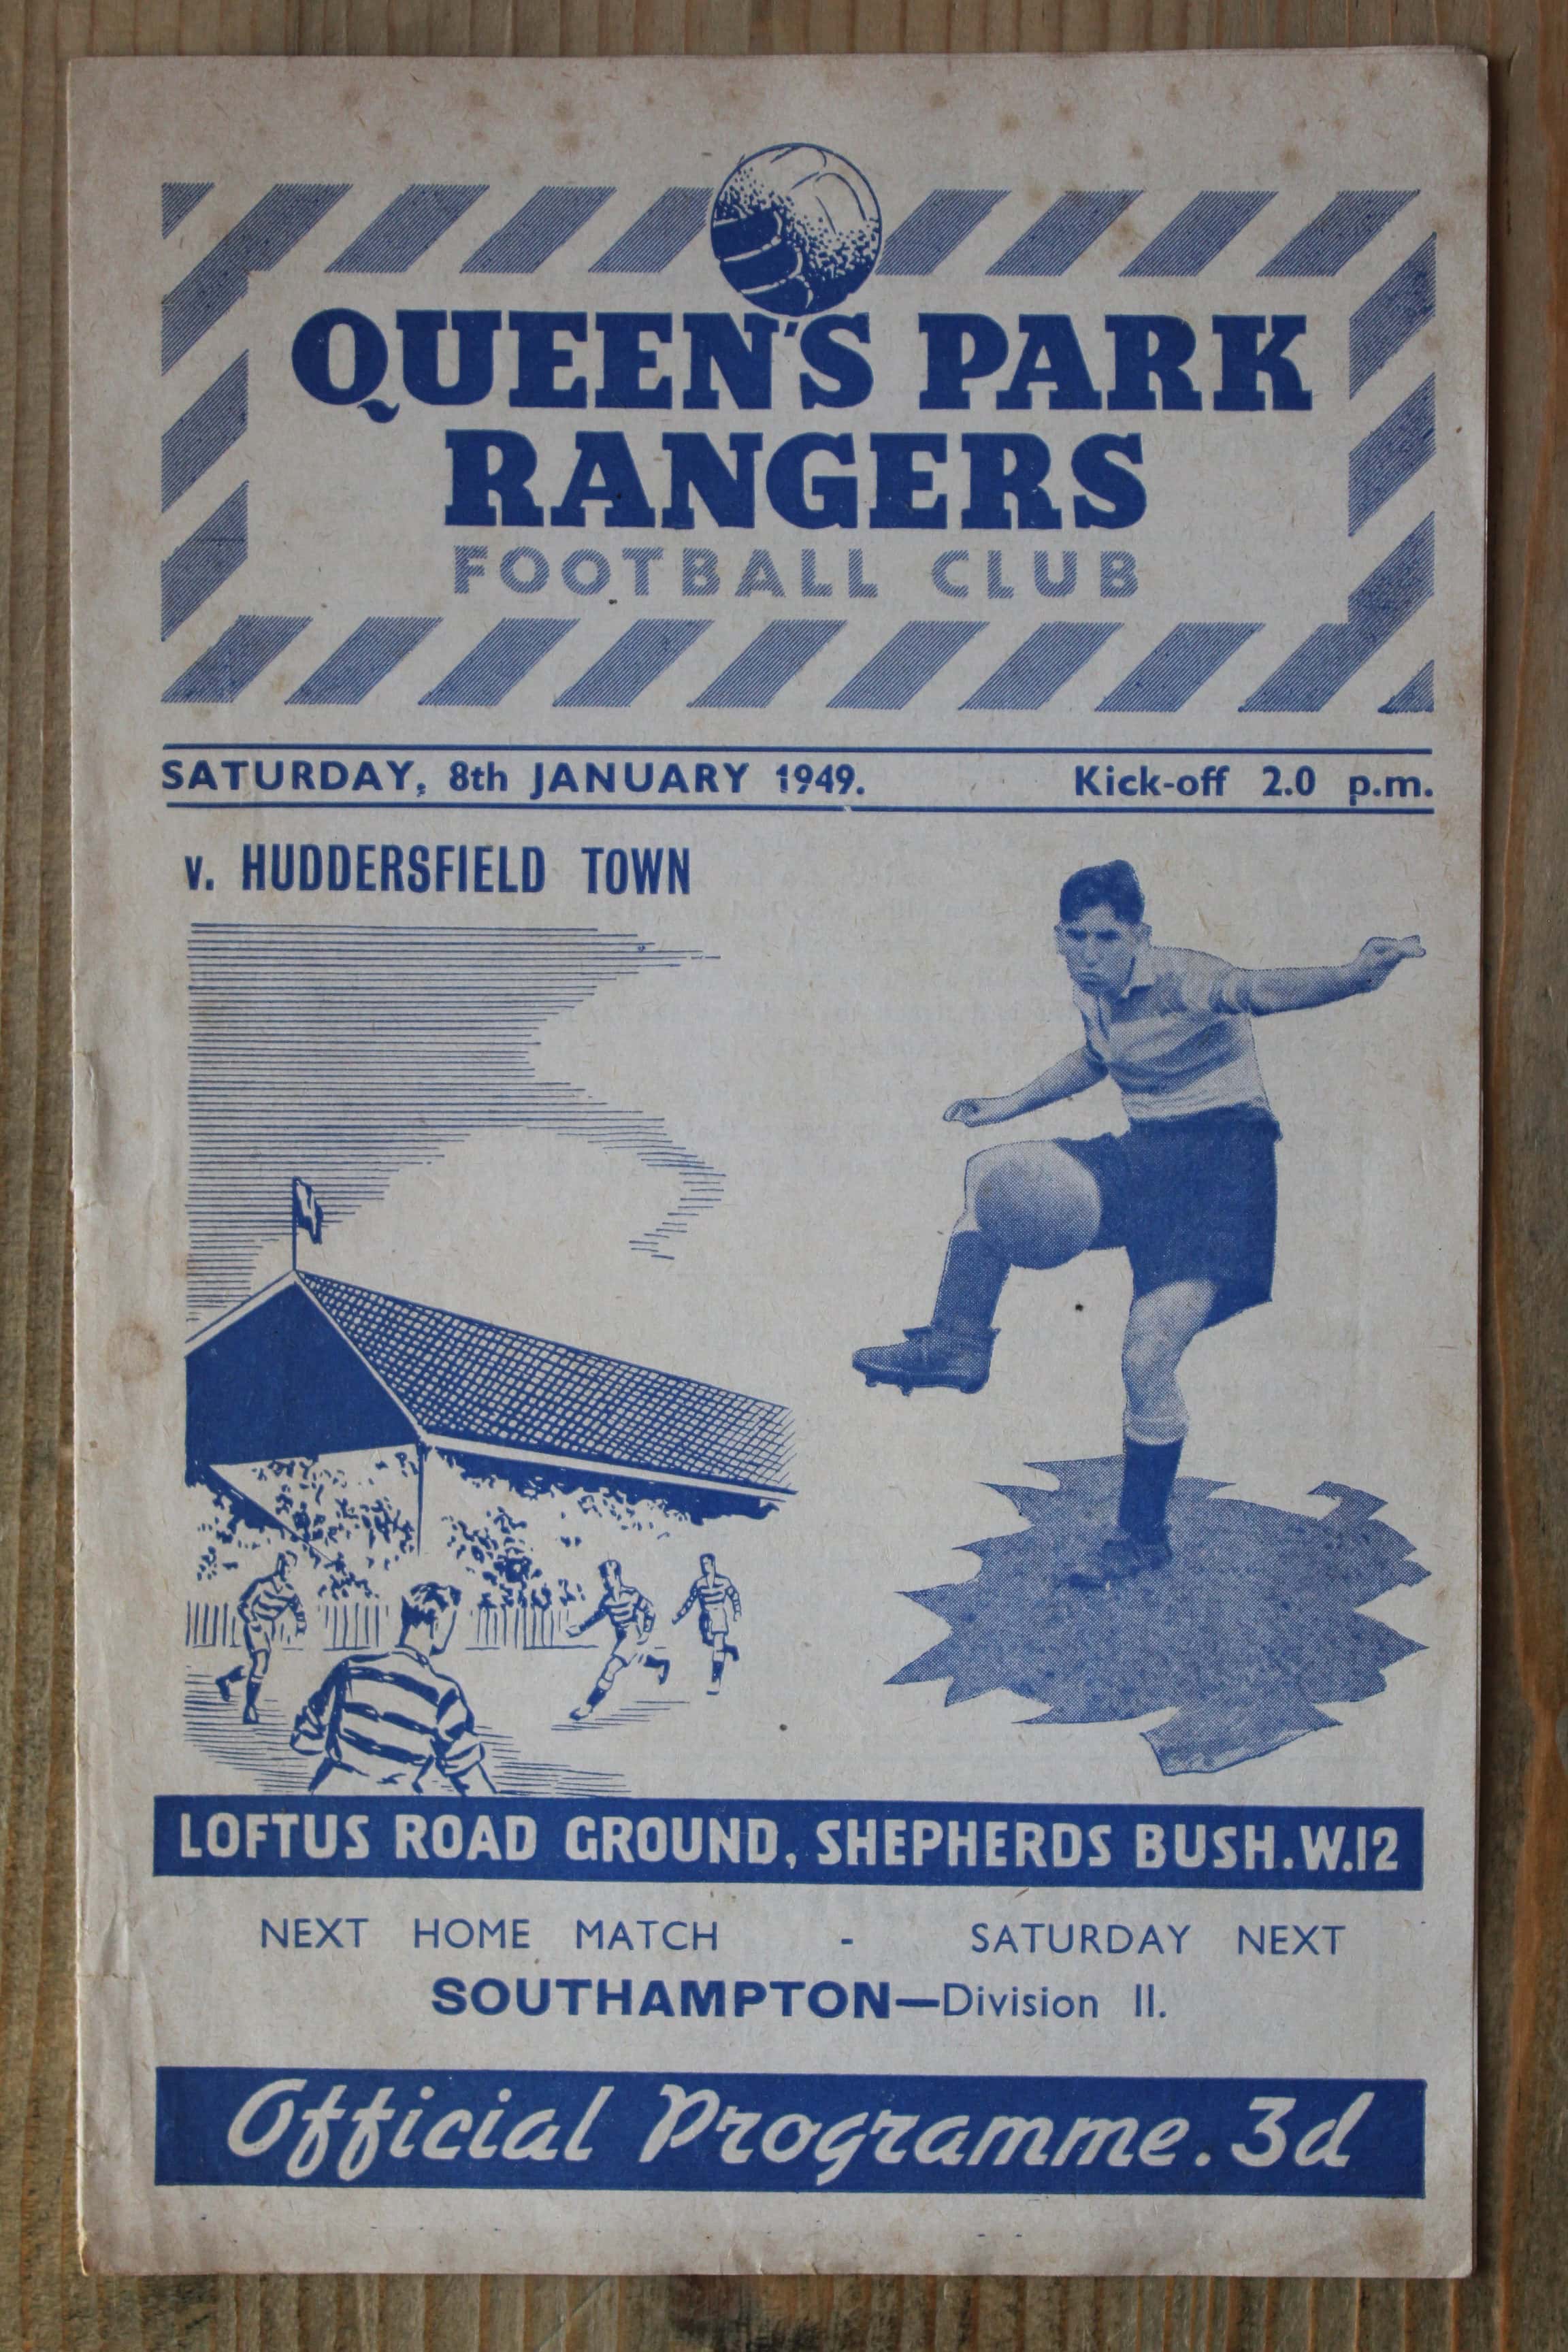 QUEEN'S PARK
RANGERS
FOOTBALL CLUB
SATURDAY, 8th JANUARY 1949. Kick-off 2.0 p.m.
v. HUDDERSFIELD TOWN
LOFTUS ROAD GROUND, SHEPHERDS BUSH.W.12
NEXT HOME MATCH - SATURDAY NEXT
SOUTHAMPTON—Division II.
Official Programme. 3d